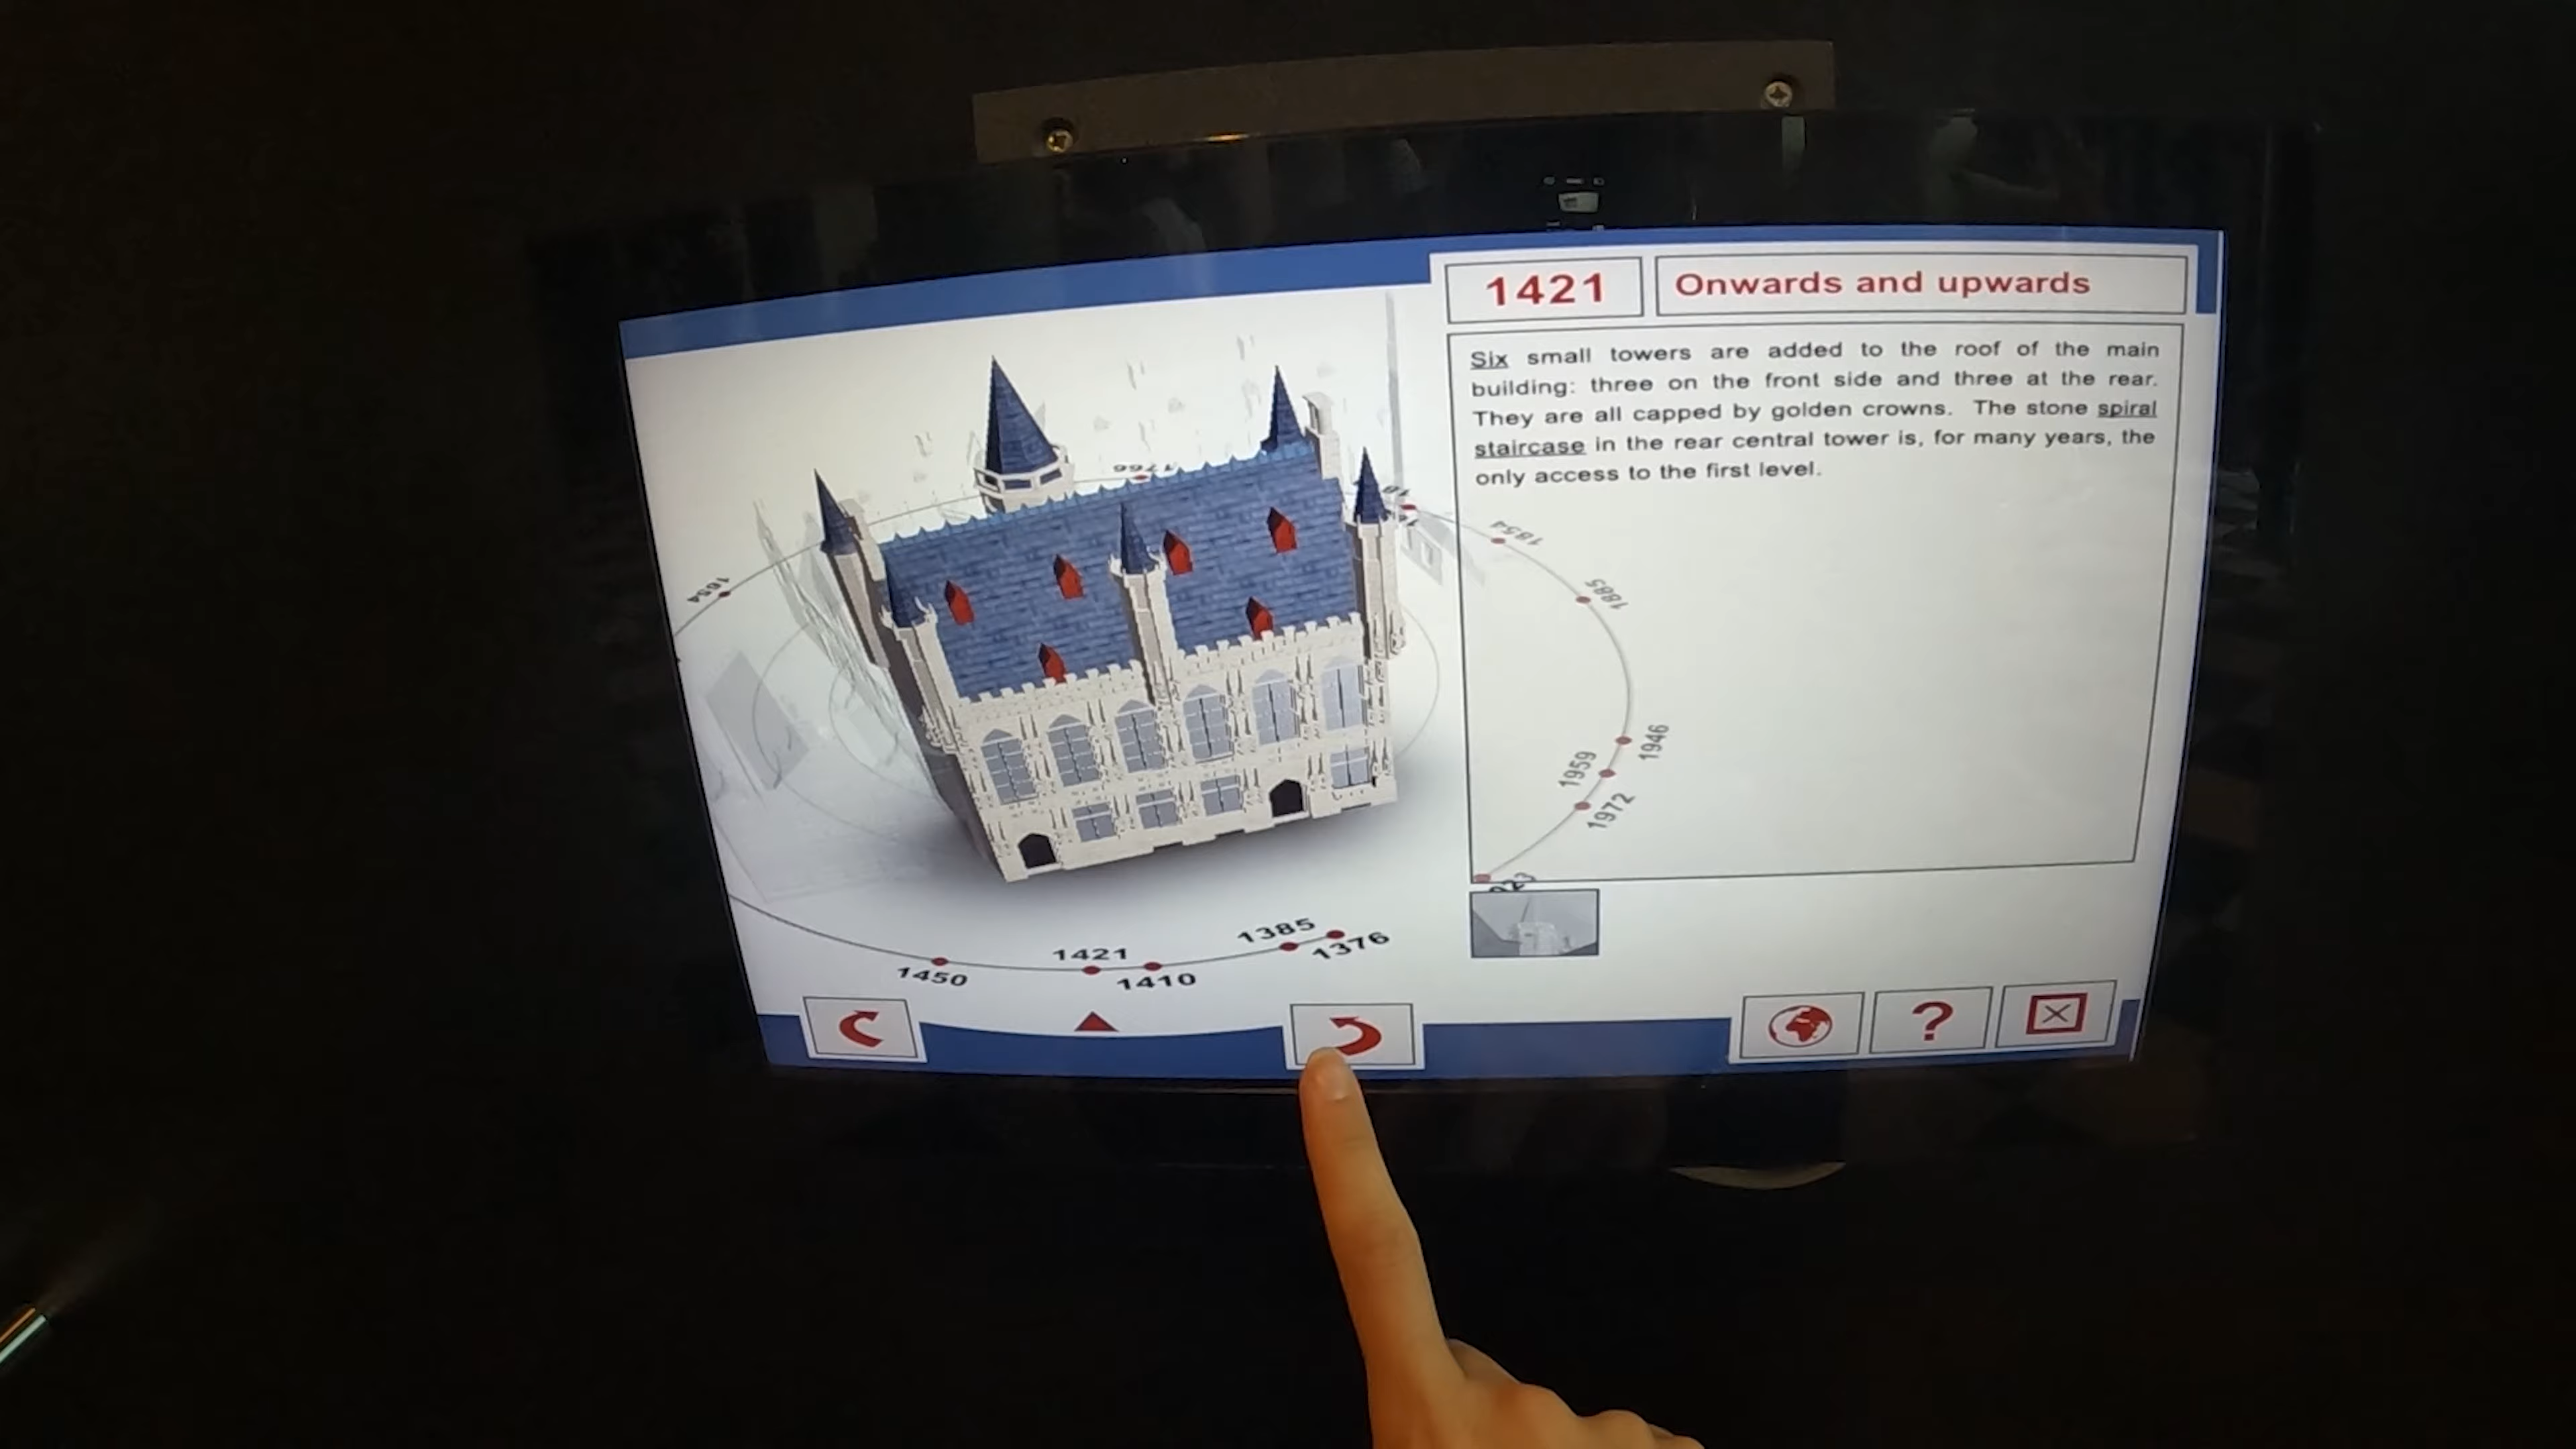 1421
Onwards and upwards
Six small towers are added to the roof of the main
building: three on the front side and three at the rear.
They are all capped by golden crowns. The stone spiral
staircase in the rear central tower is, for many years, the
only access to the first level.
1766
1634
1854
1885
1946
1959
1972
1385
1376
1421
1410
1450
?